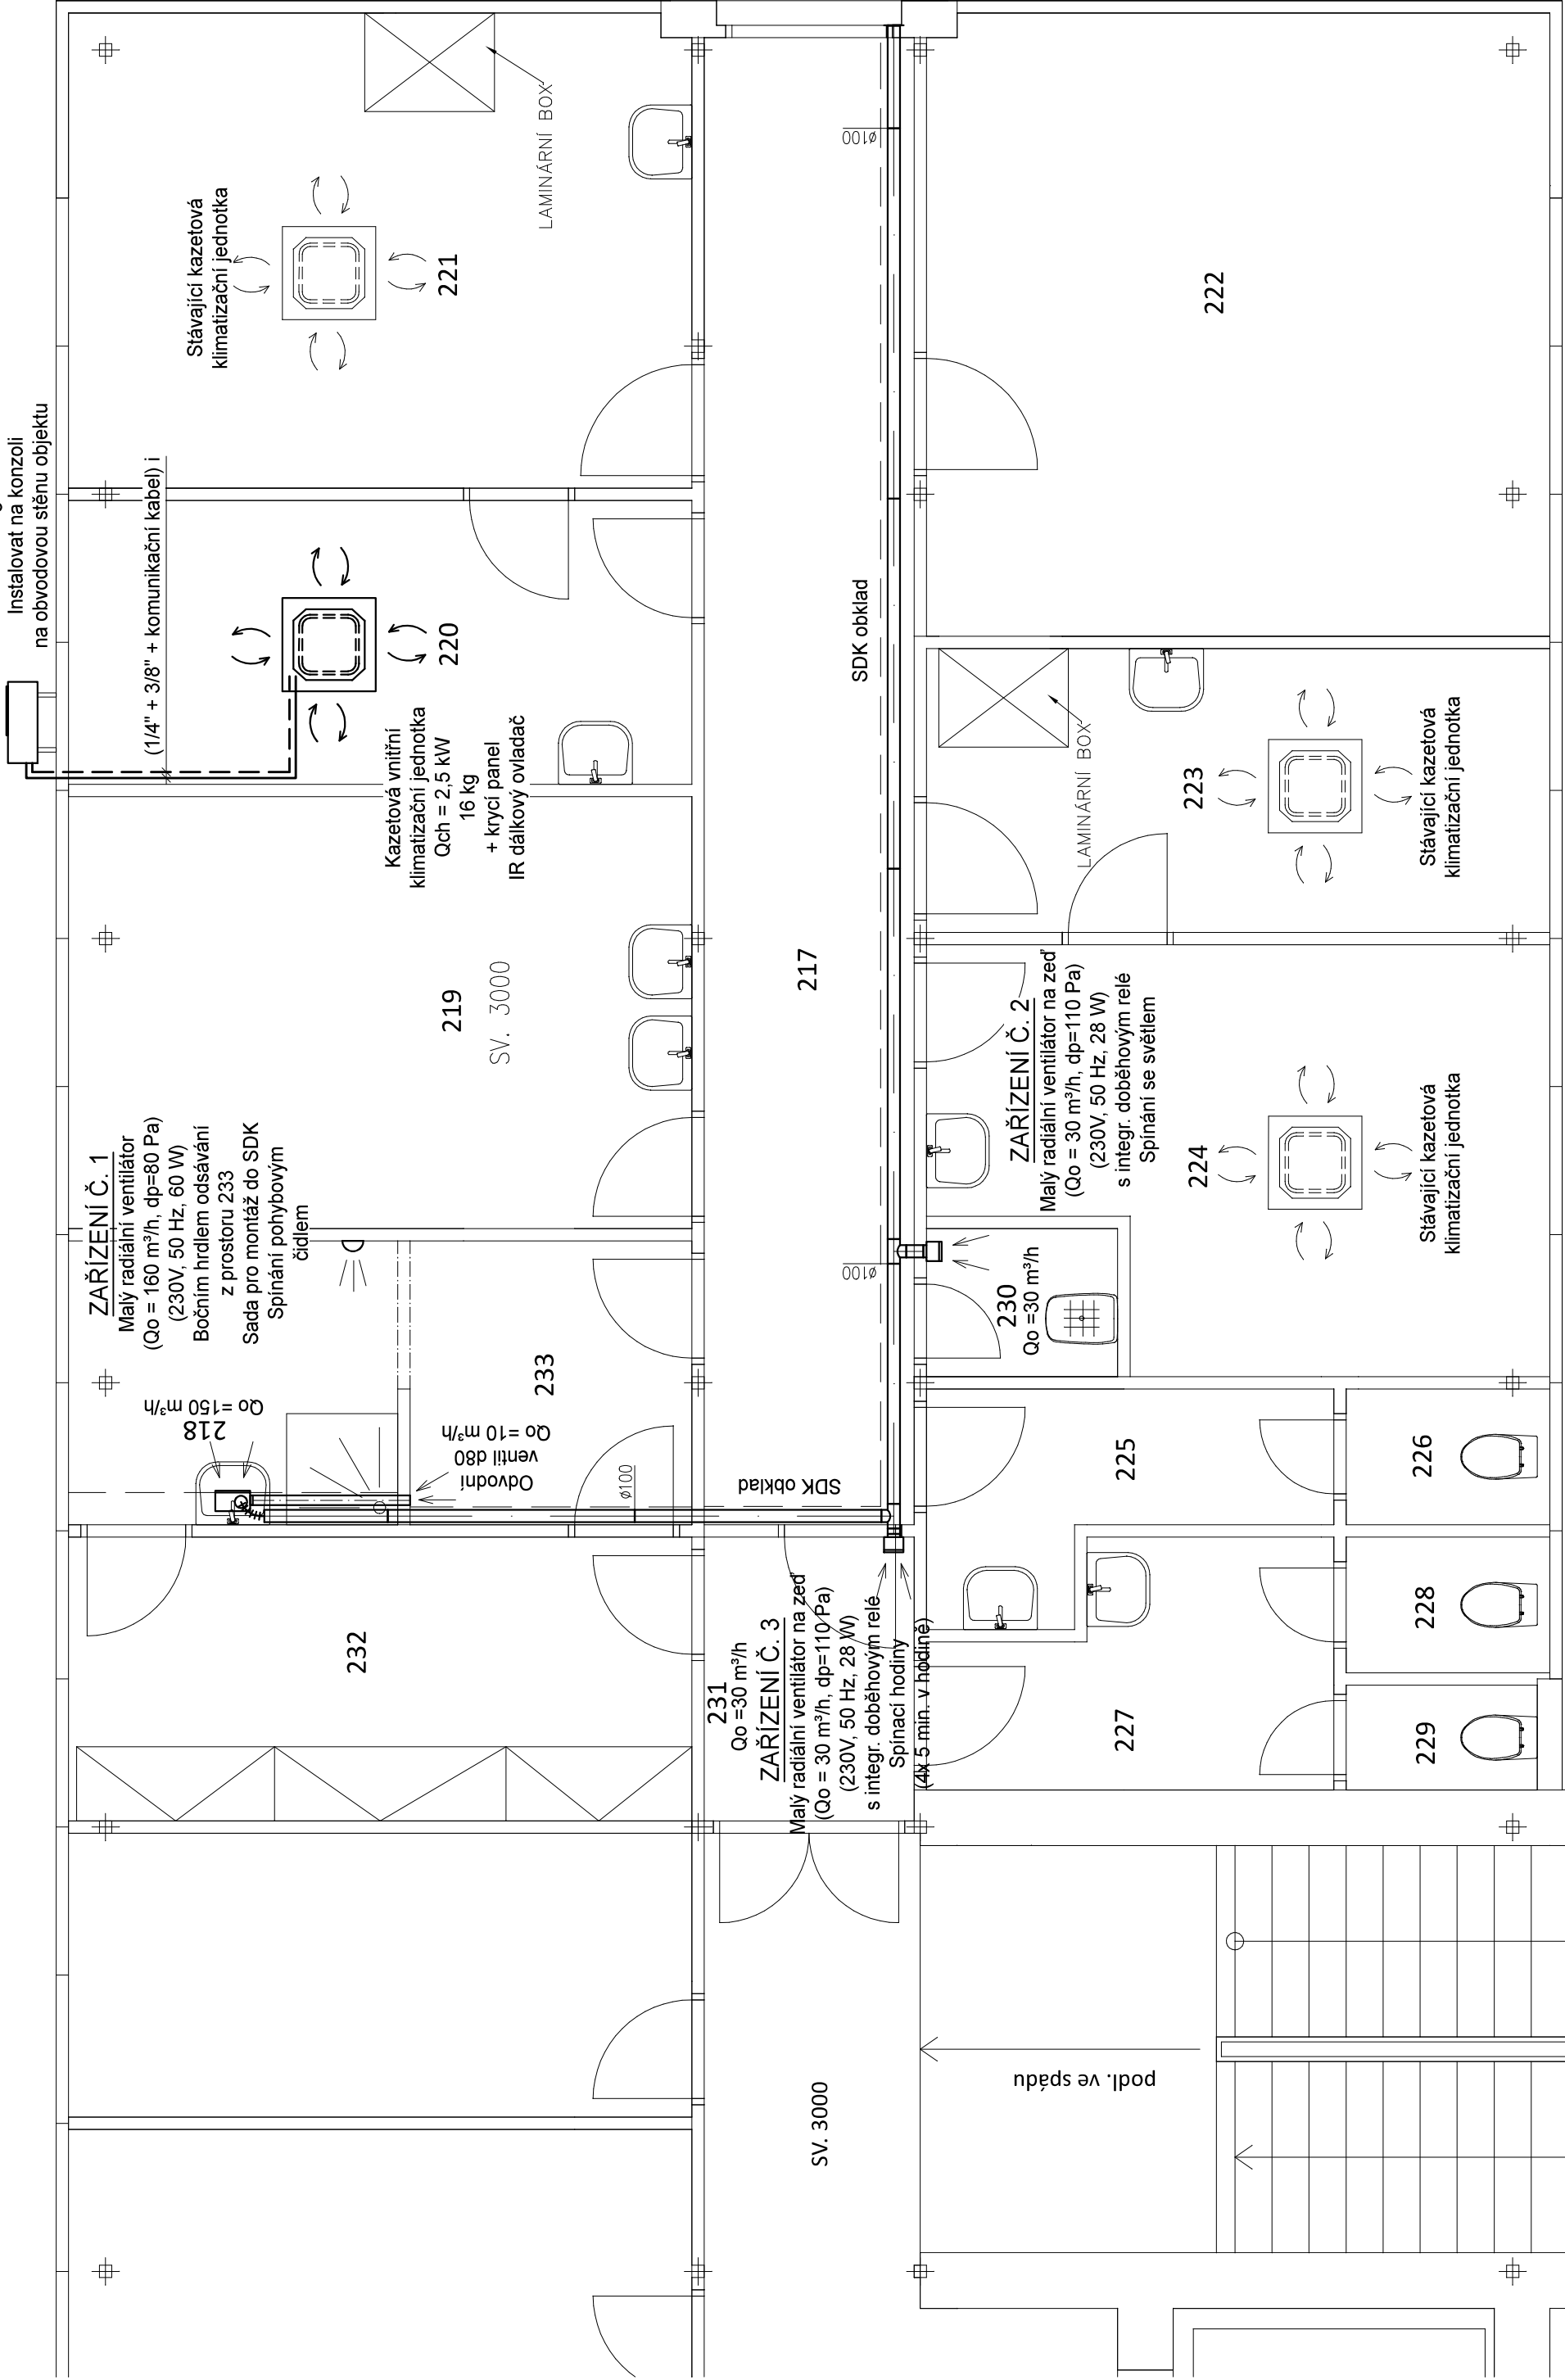 Instalovat na konzoli
na obvodovou stěnu objektu
(1/4" + 3/8" + komunikační kabel) i
Stávající kazetová
klimatizační jednotka
221
LAMINÁRNÍ BOX
220
Kazetová vnitřní
klimatizační jednotka
Qch = 2,5 kW
16 kg
+ krycí panel
IR dálkový ovladač
219
SV. 3000
ZAŘÍZENÍ Č. 1
Malý radiální ventilátor
(Qo = 160 m³/h, dp=80 Pa)
(230V, 50 Hz, 60 W)
Bočním hrdlem odsávání
z prostoru 233
Sada pro montáž do SDK
Spínání pohybovým
čidlem
218
Qo =150 m³/h
233
Odvodní
ventil d80
Qo =10 m³/h
ø100
SDK obklad
232
217
SDK obklad
ø100
ø100
231
Qo =30 m³/h
ZAŘÍZENÍ Č. 3
Malý radiální ventilátor na zeď
(Qo = 30 m³/h, dp=110 Pa)
(230V, 50 Hz, 28 W)
s integr. doběhovým relé
Spínací hodiny
(4x 5 min. v hodině)
SV. 3000
222
LAMINÁRNÍ BOX
223
Stávající kazetová
klimatizační jednotka
ZAŘÍZENÍ Č. 2
Malý radiální ventilátor na zeď
(Qo = 30 m³/h, dp=110 Pa)
(230V, 50 Hz, 28 W)
s integr. doběhovým relé
Spínání se světlem
224
Stávající kazetová
klimatizační jednotka
230
Qo =30 m³/h
225
226
227
228
229
podl. ve spádu